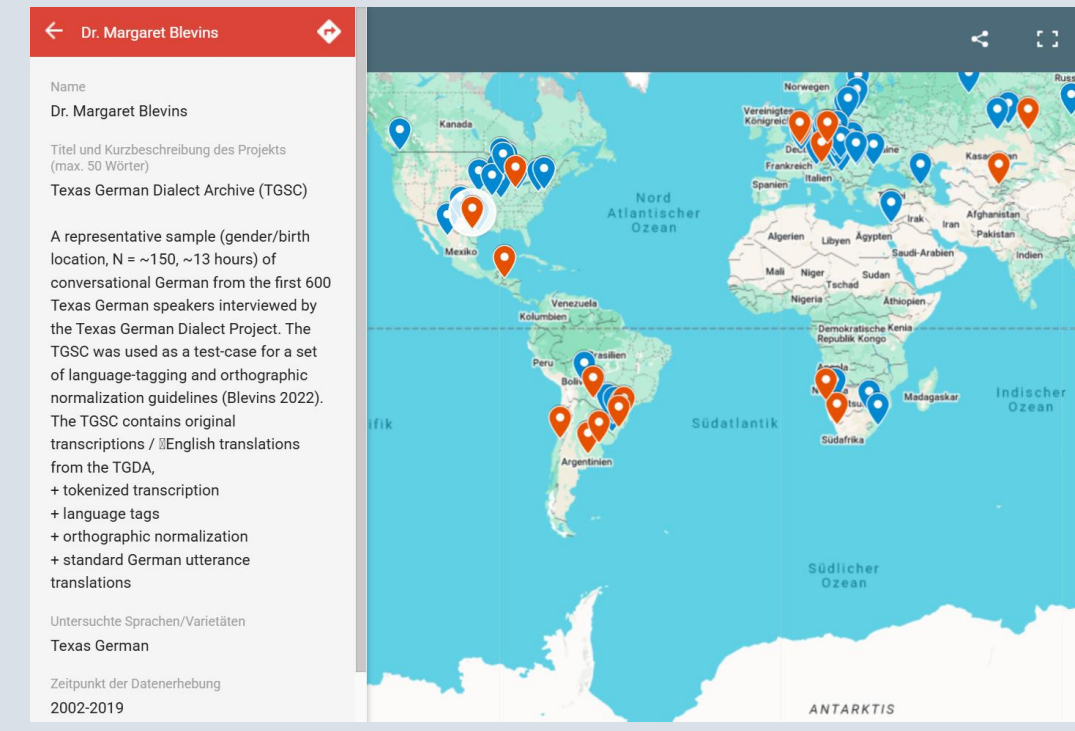 Dr. Margaret Blevins
Name
Dr. Margaret Blevins
Titel und Kurzbeschreibung des Projekts
(max. 50 Wörter)
Texas German Dialect Archive (TGSC)
A representative sample (gender/birth
location, N = ~150, ~13 hours) of
conversational German from the first 600
Texas German speakers interviewed by
the Texas German Dialect Project. The
TGSC was used as a test-case for a set
of language-tagging and orthographic
normalization guidelines (Blevins 2022).
The TGSC contains original
transcriptions / English translations
from the TGDA,
+ tokenized transcription
+ language tags
+ orthographic normalization
+ standard German utterance
translations
Untersuchte Sprachen/Varietäten
Texas German
Zeitpunkt der Datenerhebung
2002-2019
Norwegen
Kanada
Frankreich
Spanien
Italien
Nord
Atlantischer
Ozean
Irak
Iran
Afghanistan
Pakistan
Indien
Algerien
Libyen
Ägypten
Saudi-Arabien
Mexiko
Mali
Niger
Sudan
Tschad
Nigeria
Äthiopien
Venezuela
Kolumbien
Demokratische
Republik Kongo
Kenia
Peru
Madagaskar
Indischer
Ozean
Südatlantik
Südafrika
Argentinien
Südlicher
Ozean
ANTARKTIS